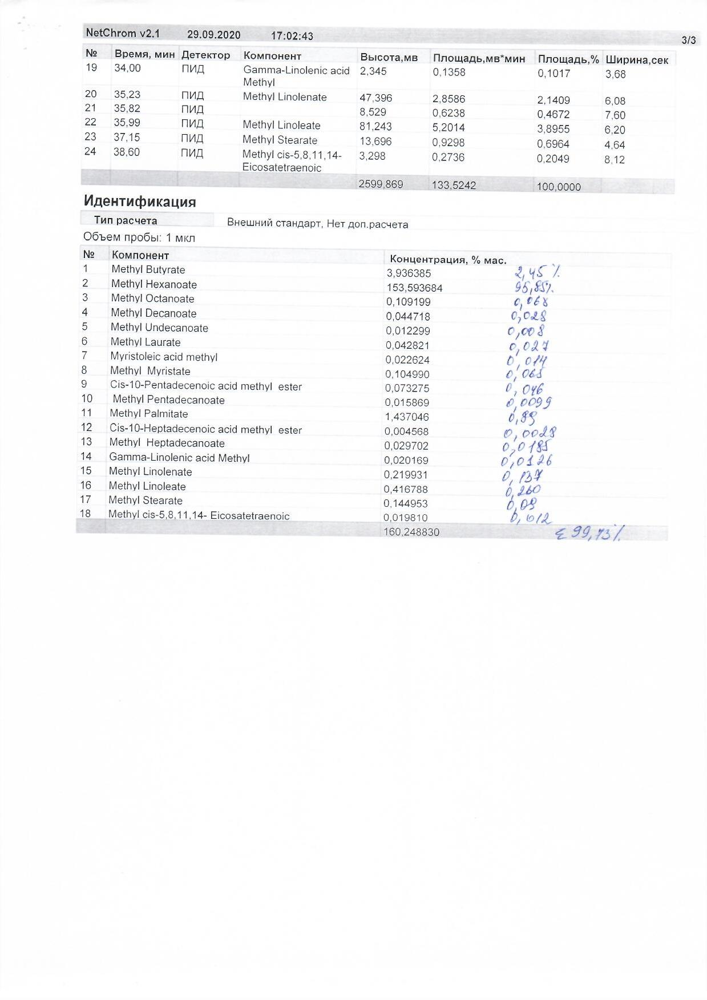 NetChrom v2.1 29.09.2020 17:02:43
3/3
№ Время, мин Детектор Компонент Высота,мв Площадь,мв*мин Площадь,% Ширина,сек
19 34,00 ПИД Gamma-Linolenic acid 2,345 0,1358 0,1017 3,68
Methyl
20 35,23 ПИД Methyl Linolenate 47,396 2,8586 2,1409 6,08
21 35,82 ПИД 8,529 0,6238 0,4672 7,60
22 35,99 ПИД Methyl Linoleate 81,243 5,2014 3,8955 6,20
23 37,15 ПИД Methyl Stearate 13,696 0,9298 0,6964 4,64
24 38,60 ПИД Methyl cis-5,8,11,14- 3,298 0,2736 0,2049 8,12
Eicosatetraenoic
2599,869 133,5242 100,0000
Идентификация
Тип расчета Внешний стандарт, Нет доп.расчета
Объем пробы: 1 мкл
№ Компонент Концентрация, % мас.
1 Methyl Butyrate 3,936385 2,45 %
2 Methyl Hexanoate 153,593684 95,85%
3 Methyl Octanoate 0,109199 0,068
4 Methyl Decanoate 0,044718 0,028
5 Methyl Undecanoate 0,012299 0,008
6 Methyl Laurate 0,042821 0,027
7 Myristoleic acid methyl 0,022624 0,014
8 Methyl Myristate 0,104990 0,065
9 Cis-10-Pentadecenoic acid methyl ester 0,073275 0,046
10 Methyl Pentadecanoate 0,015869 0,0099
11 Methyl Palmitate 1,437046 0,89
12 Cis-10-Heptadecenoic acid methyl ester 0,004568 0,0028
13 Methyl Heptadecanoate 0,029702 0,0185
14 Gamma-Linolenic acid Methyl 0,020169 0,0126
15 Methyl Linolenate 0,219931 0,137
16 Methyl Linoleate 0,416788 0,260
17 Methyl Stearate 0,144953 0,09
18 Methyl cis-5,8,11,14- Eicosatetraenoic 0,019810 0,012
160,248830 Σ 99,73%